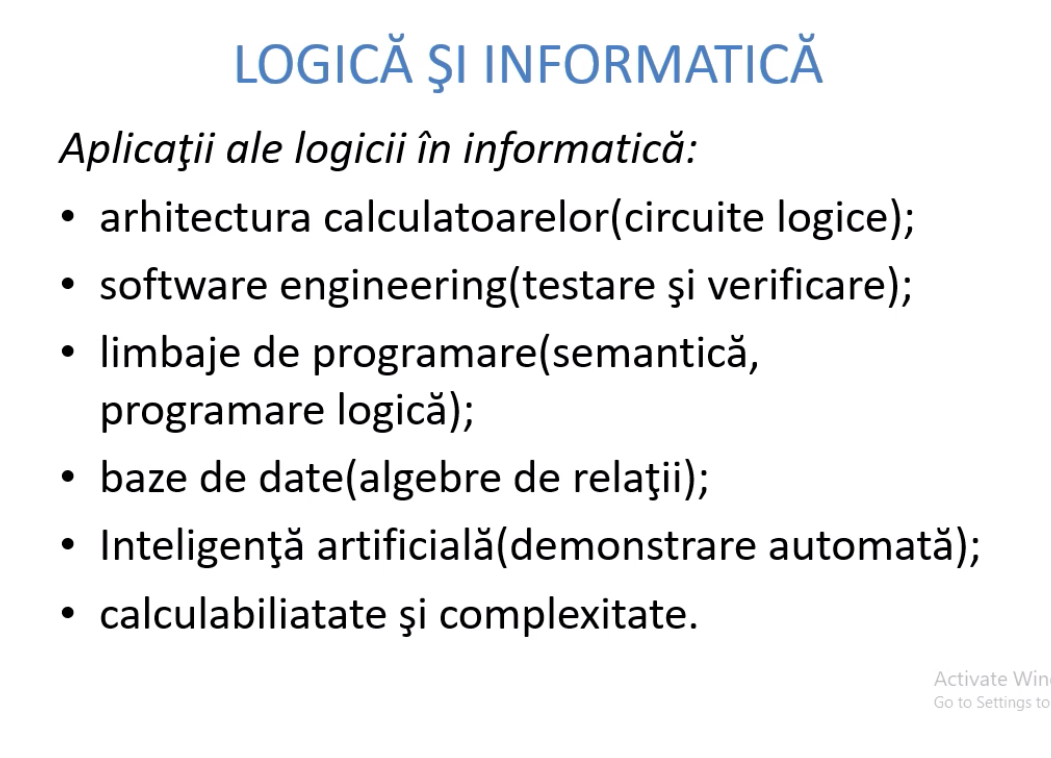 LOGICĂ ŞI INFORMATICĂ
Aplicaţii ale logicii în informatică:
• arhitectura calculatoarelor(circuite logice);
• software engineering(testare şi verificare);
• limbaje de programare(semantică,
programare logică);
• baze de date(algebre de relaţii);
• Inteligenţă artificială(demonstrare automată);
• calculabiliatate şi complexitate.
Activate Win
Go to Settings to